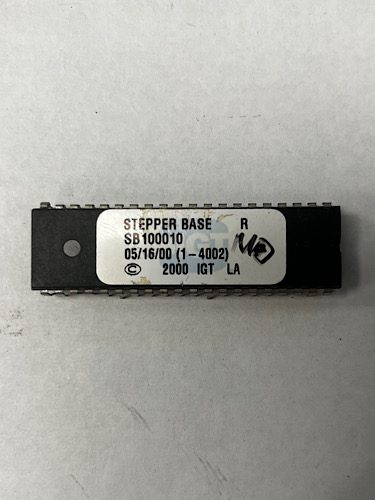 STEPPER BASE R
SB100010
05/16/00 (1-4002)
© 2000 IGT LA